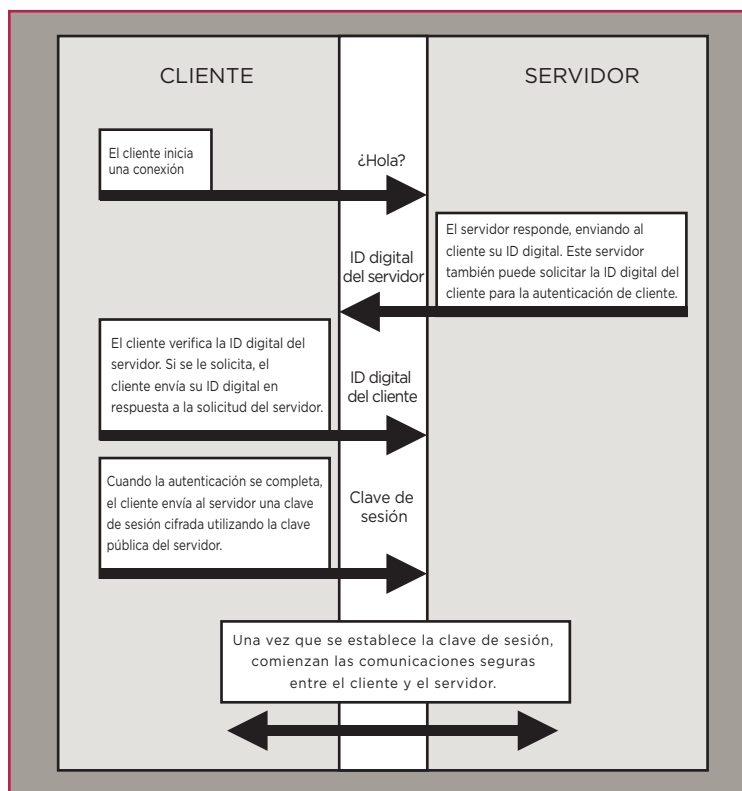 CLIENTE
SERVIDOR
El cliente inicia
una conexión
¿Hola?
El servidor responde, enviando al
cliente su ID digital. Este servidor
también puede solicitar la ID digital del
cliente para la autenticación de cliente.
ID digital
del servidor
El cliente verifica la ID digital del
servidor. Si se le solicita, el
cliente envía su ID digital en
respuesta a la solicitud del servidor.
ID digital
del cliente
Cuando la autenticación se completa,
el cliente envía al servidor una clave
de sesión cifrada utilizando la clave
pública del servidor.
Clave de
sesión
Una vez que se establece la clave de sesión,
comienzan las comunicaciones seguras
entre el cliente y el servidor.